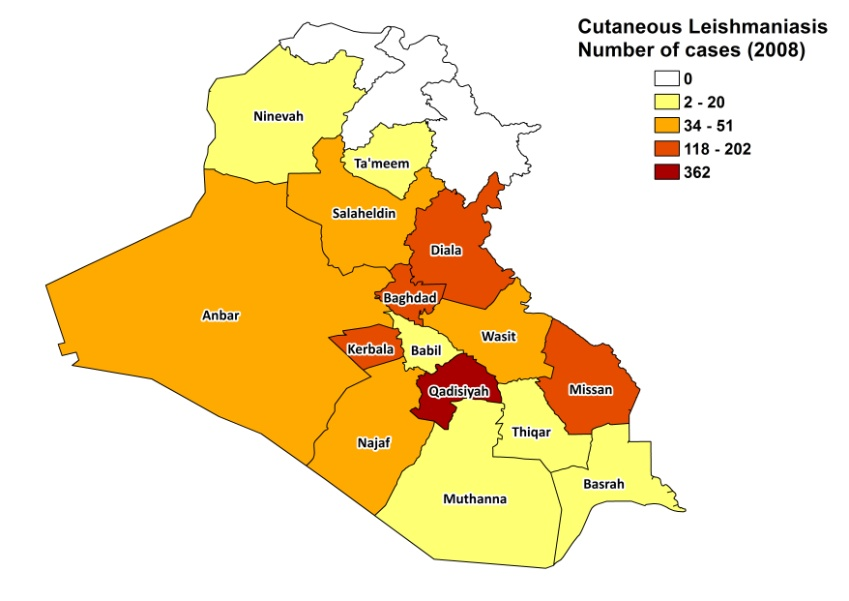 Cutaneous Leishmaniasis
Number of cases (2008)
0
2 - 20
34 - 51
118 - 202
362
Ninevah
Ta'meem
Salaheldin
Diala
Baghdad
Anbar
Wasit
Kerbala
Babil
Qadisiyah
Missan
Thiqar
Najaf
Basrah
Muthanna